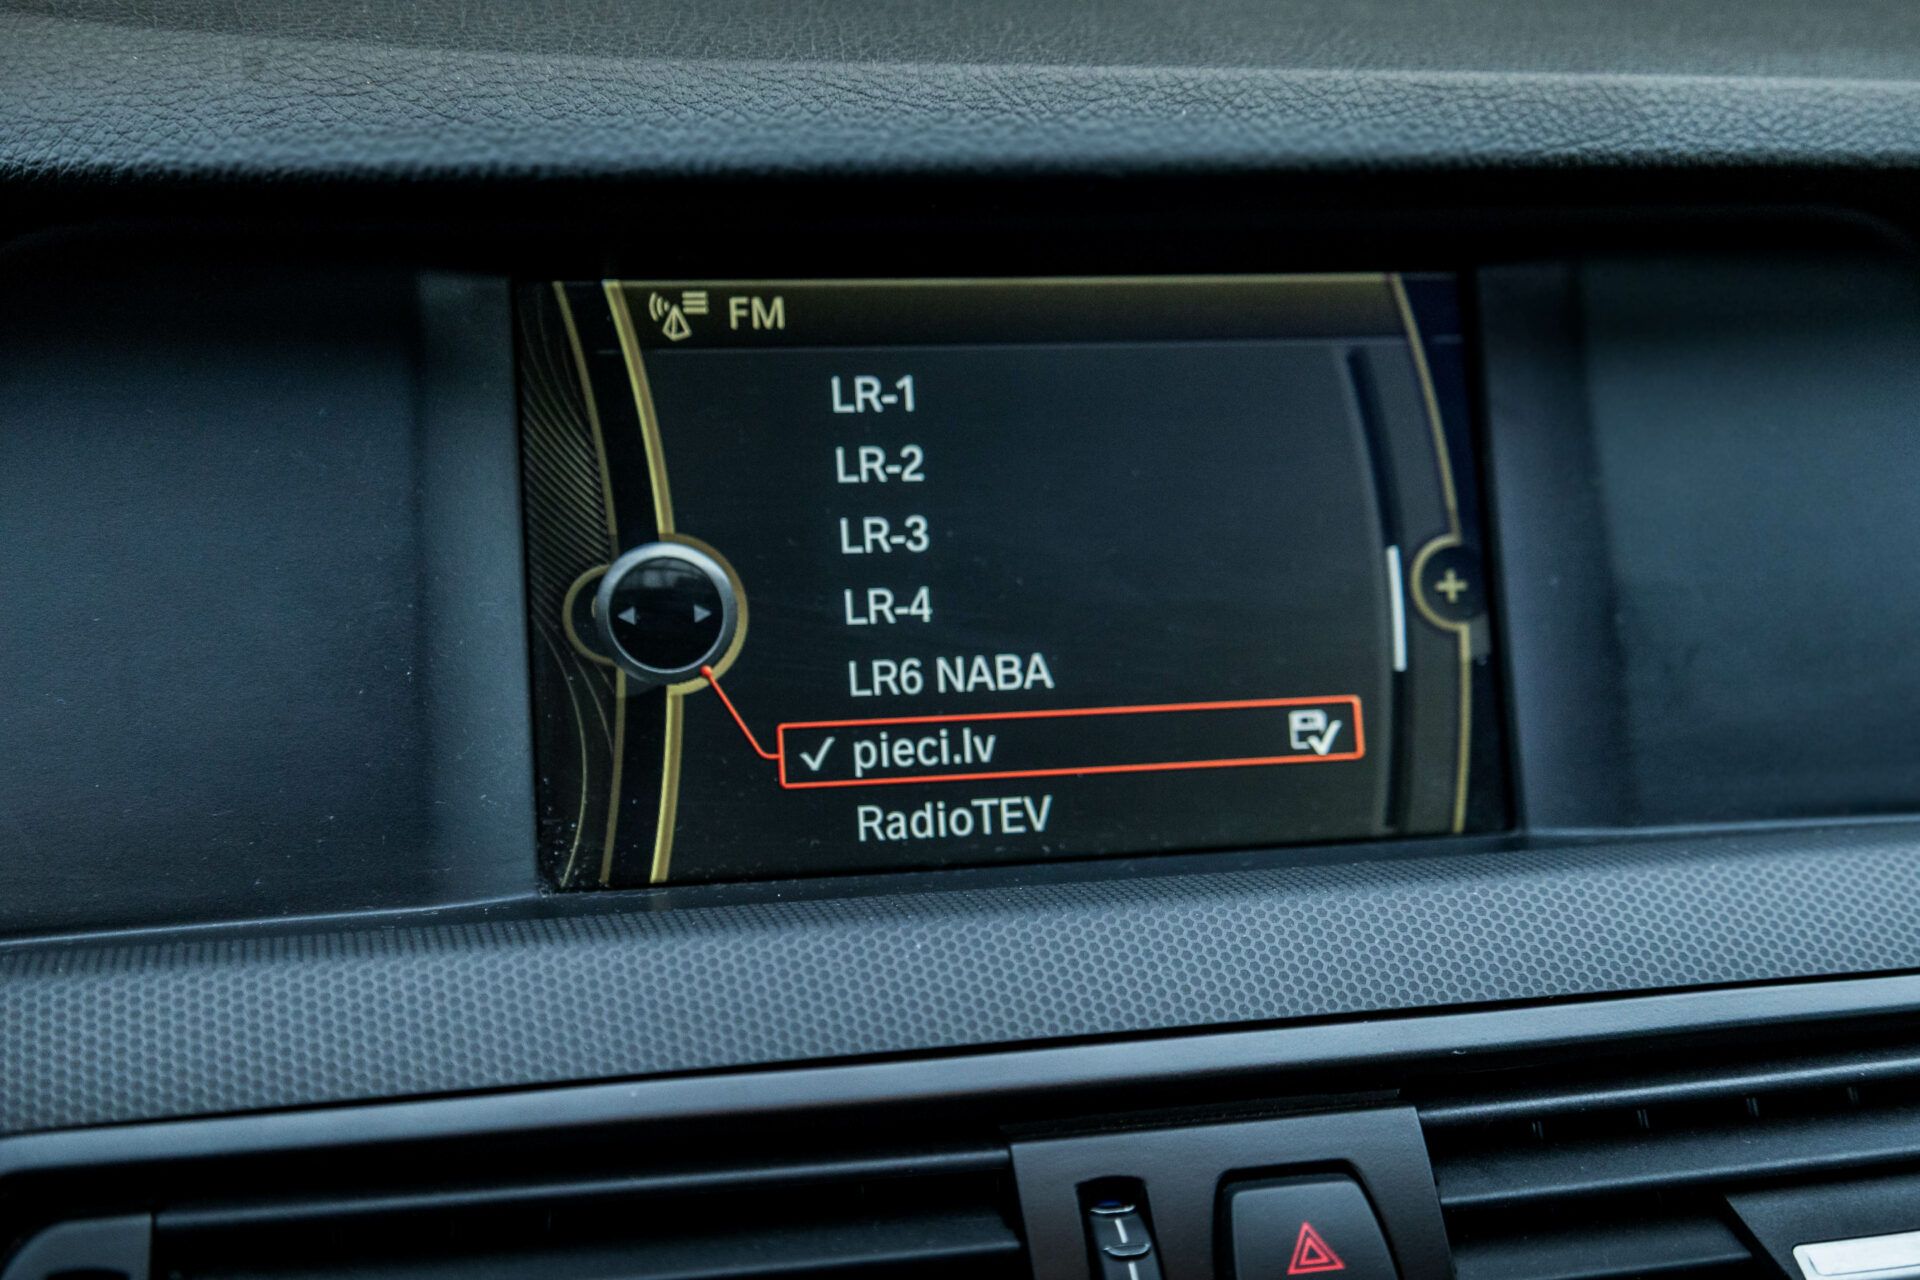 FM
LR-1
LR-2
LR-3
LR-4
LR6 NABA
pieci.lv
RadioTEV